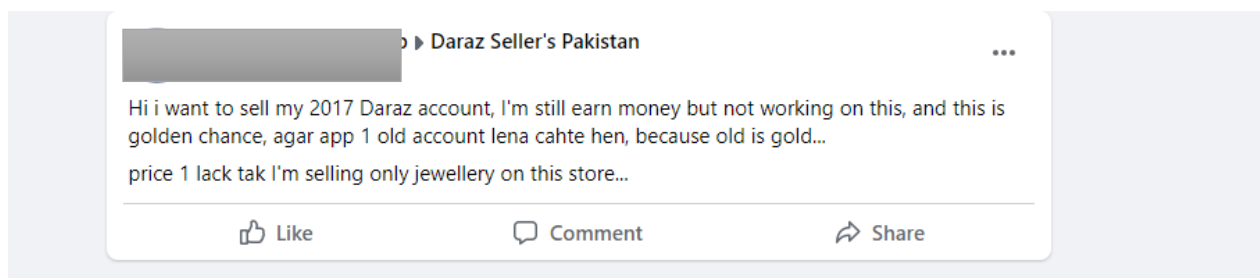 Daraz Seller's Pakistan
Hi i want to sell my 2017 Daraz account, I'm still earn money but not working on this, and this is
golden chance, agar app 1 old account lena cahte hen, because old is gold...
price 1 lack tak I'm selling only jewellery on this store...
Like
Comment
Share